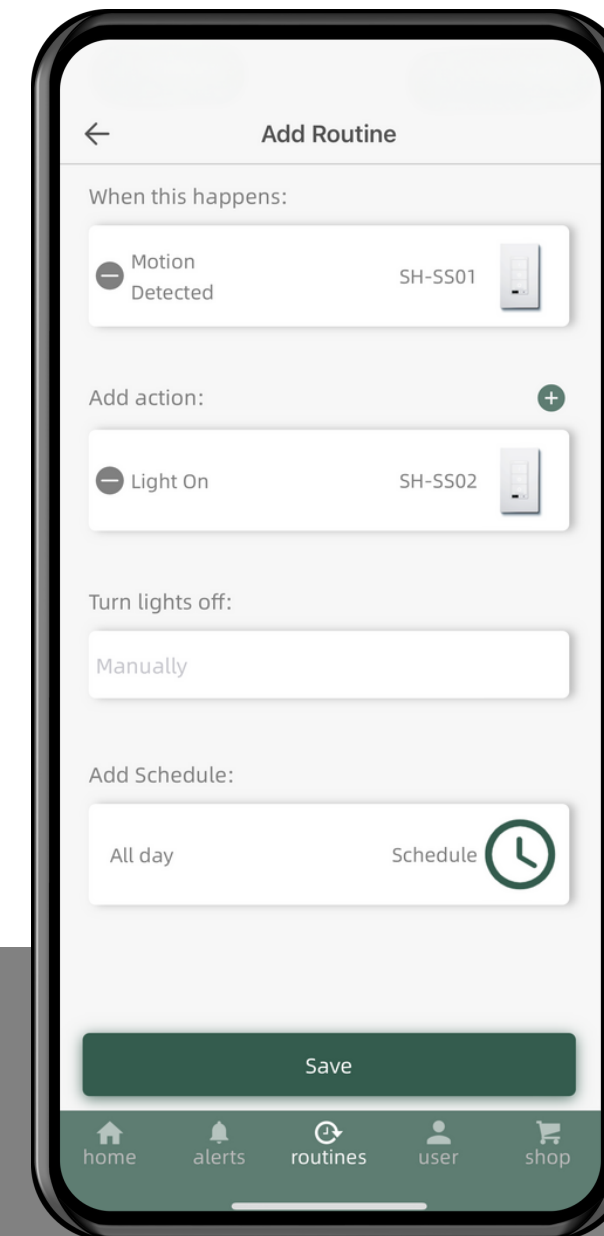 Add Routine
When this happens:
Motion
Detected
SH-SS01
Add action:
Light On
SH-SS02
Turn lights off:
Manually
Add Schedule:
All day
Schedule
Save
home
alerts
routines
user
shop